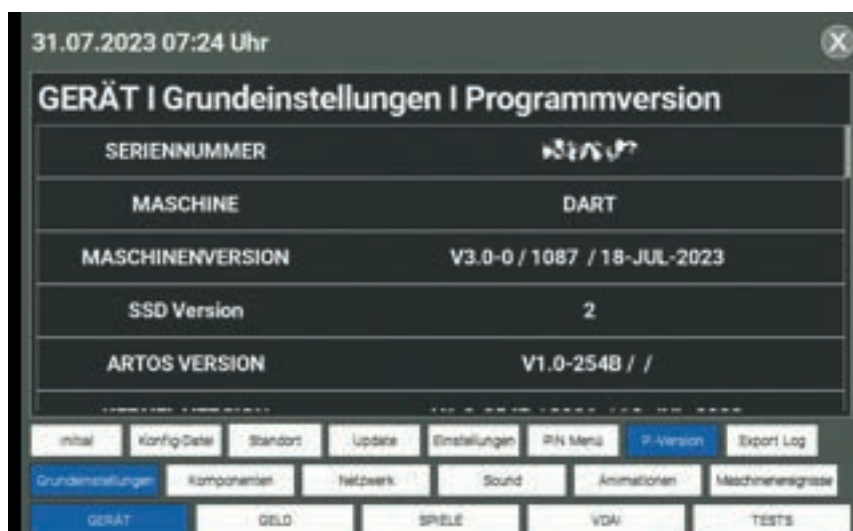 31.07.2023 07:24 Uhr
X
GERÄT I Grundeinstellungen I Programmversion
SERIENNUMMER
MASCHINE DART
MASCHINENVERSION V3.0-0 / 1087 / 18-JUL-2023
SSD Version 2
ARTOS VERSION V1.0-254B / /
Initial Konfig-Datei Standort Update Einstellungen PIN Menü P.-Version Export Log
Grundeinstellungen Komponenten Netzwerk Sound Animationen Maschinenereignisse
GERÄT GELD SPIELE VDAI TESTS